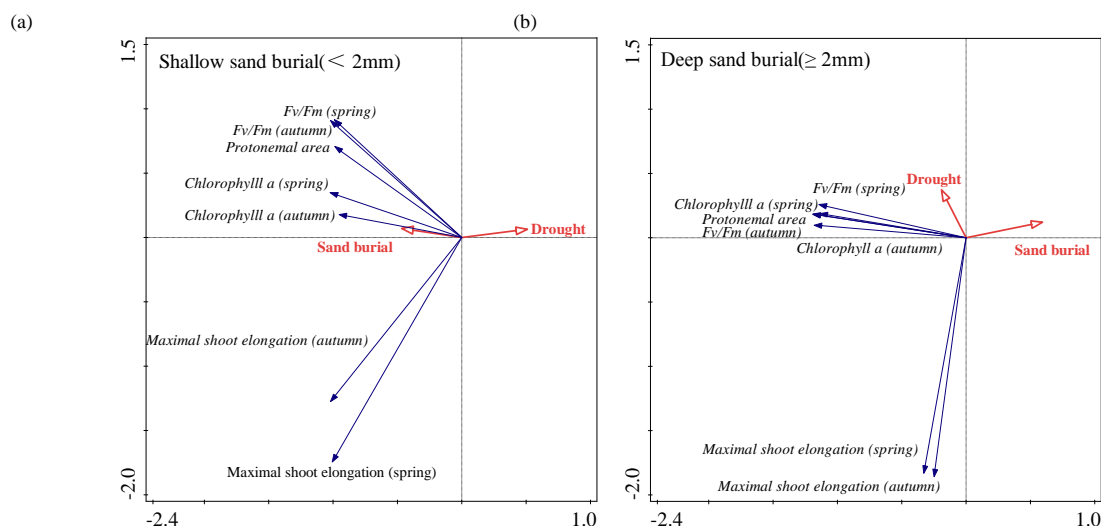 (a)
(b)
1.5
Shallow sand burial(< 2mm)
Fv/Fm (spring)
Fv/Fm (autumn)
Protonemal area
Chlorophylll a (spring)
Chlorophylll a (autumn)
Sand burial
Drought
Maximal shoot elongation (autumn)
Maximal shoot elongation (spring)
-2.0
-2.4
1.0
1.5
Deep sand burial(≥ 2mm)
Drought
Fv/Fm (spring)
Chlorophylll a (spring)
Protonemal area
Fv/Fm (autumn)
Chlorophyll a (autumn)
Sand burial
Maximal shoot elongation (spring)
Maximal shoot elongation (autumn)
-2.0
-2.4
1.0